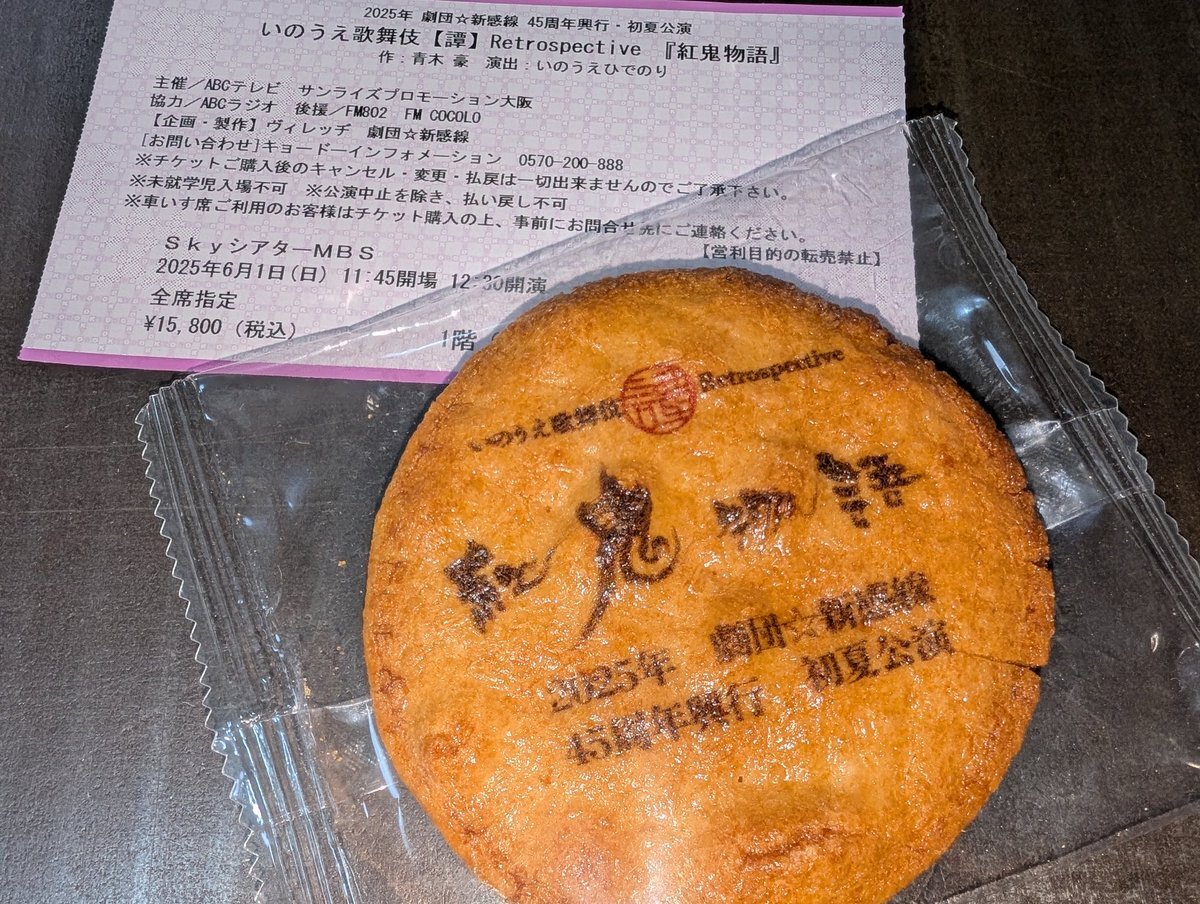 2025年 劇団☆新感線 45周年興行・初夏公演
いのうえ歌舞伎【譚】Retrospective 『紅鬼物語』
作：青木 豪 演出：いのうえひでのり
主催／ABCテレビ サンライズプロモーション大阪
協力／ABCラジオ 後援／FM802 FM COCOLO
【企画・製作】ヴィレッヂ 劇団☆新感線
[お問い合わせ]キョードーインフォメーション 0570-200-888
※チケットご購入後のキャンセル・変更・払戻は一切出来ませんのでご了承下さい。
※未就学児入場不可 ※公演中止を除き、払い戻し不可
※車いす席ご利用のお客様はチケット購入の上、事前にお問合せ先にご連絡ください。
【営利目的の転売禁止】
SkyシアターMBS
2025年6月1日(日) 11:45開場 12:30開演
全席指定
¥15,800 (税込)
1階
いのうえ歌舞伎 譚 Retrospective
紅鬼物語
2025年 劇団☆新感線
45周年興行 初夏公演